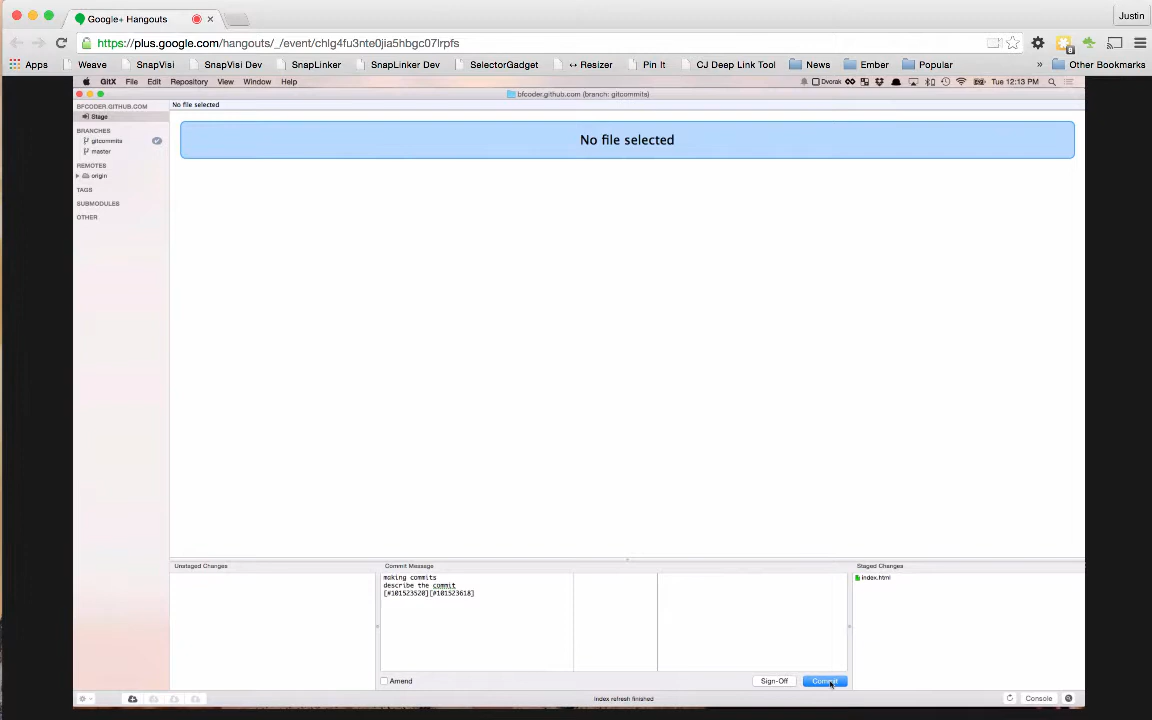 Google+ Hangouts
Justin
https://plus.google.com/hangouts/_/event/chlg4fu3nte0jia5hbgc07lrpfs
Apps Weave SnapVisi SnapVisi Dev SnapLinker SnapLinker Dev SelectorGadget ↔ Resizer Pin It CJ Deep Link Tool News Ember Popular » Other Bookmarks
GitX File Edit Repository View Window Help Dvorak Tue 12:13 PM
bfcoder.github.com (branch: gitcommits)
BFCODER.GITHUB.COM
No file selected
Stage
BRANCHES
gitcommits
master
REMOTES
origin
TAGS
SUBMODULES
OTHER
No file selected
Unstaged Changes
Commit Message
Staged Changes
making commits
describe the commit
[#101523520][#101523618]
index.html
Amend
Sign-Off
Commit
Index refresh finished
Console